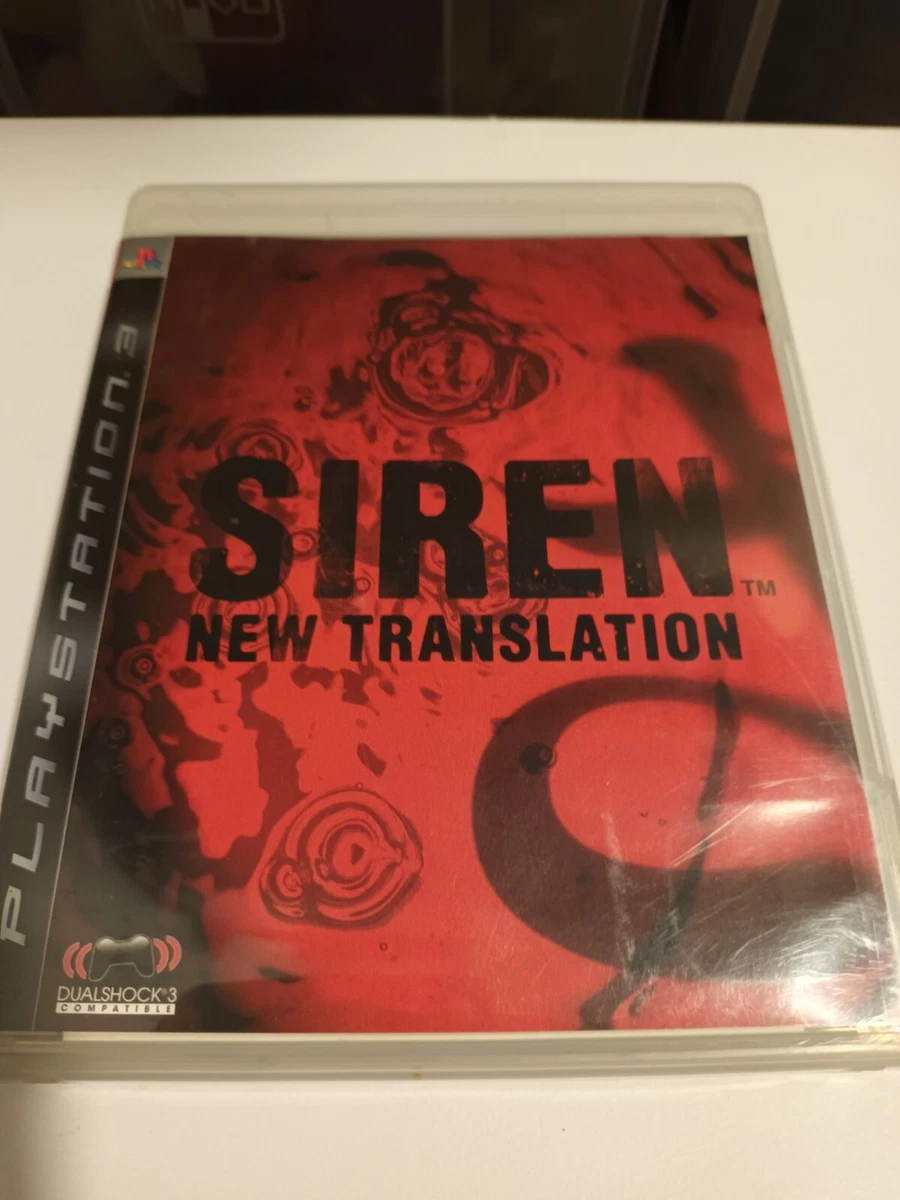 PLAYSTATION 3
SIREN™
NEW TRANSLATION
DUALSHOCK®3
COMPATIBLE